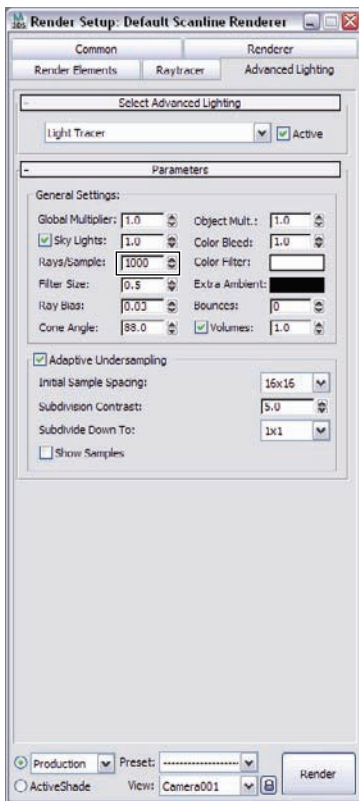 Render Setup: Default Scanline Renderer
Common Renderer
Render Elements Raytracer Advanced Lighting
- Select Advanced Lighting
Light Tracer Active
- Parameters
General Settings:
Global Multiplier: 1.0 Object Mult.: 1.0
Sky Lights: 1.0 Color Bleed: 1.0
Rays/Sample: 1000 Color Filter:
Filter Size: 0.5 Extra Ambient:
Ray Bias: 0.03 Bounces: 0
Cone Angle: 88.0 Volumes: 1.0
Adaptive Undersampling
Initial Sample Spacing: 16x16
Subdivision Contrast: 5.0
Subdivide Down To: 1x1
Show Samples
Production Preset: --------------------
ActiveShade View: Camera001
Render